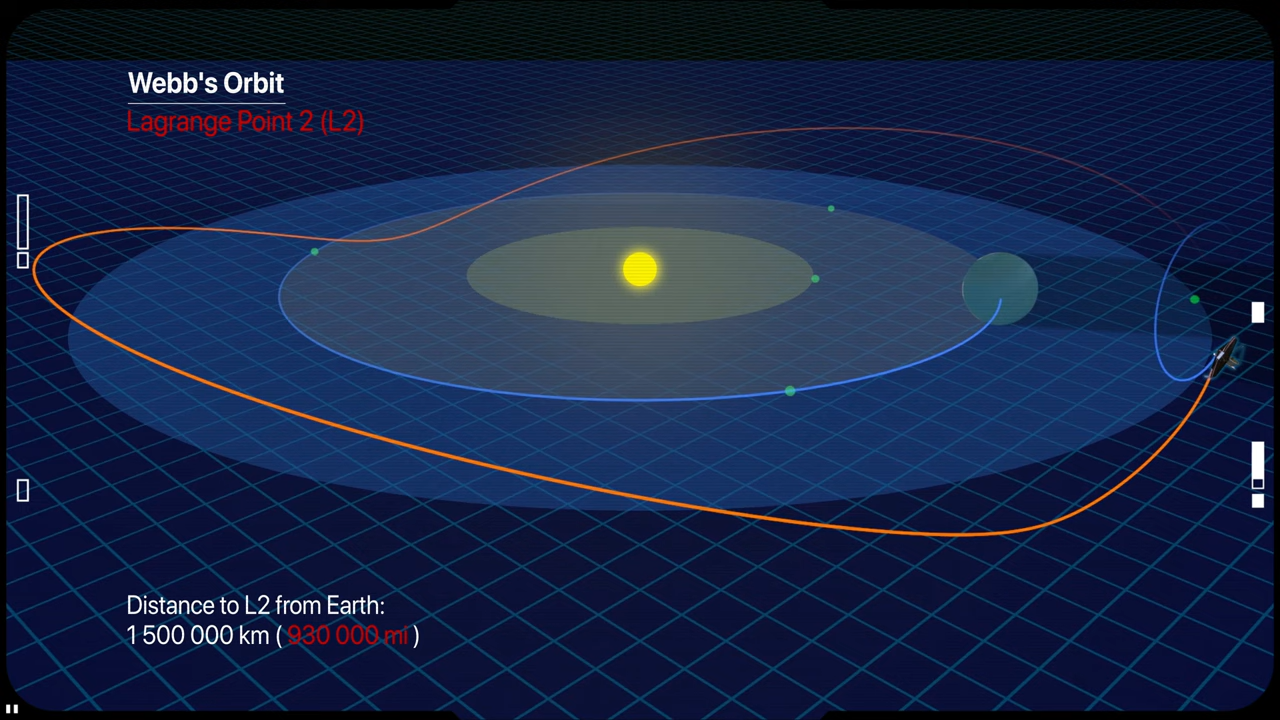 Webb's Orbit
Lagrange Point 2 (L2)
Distance to L2 from Earth:
1 500 000 km ( 930 000 mi )